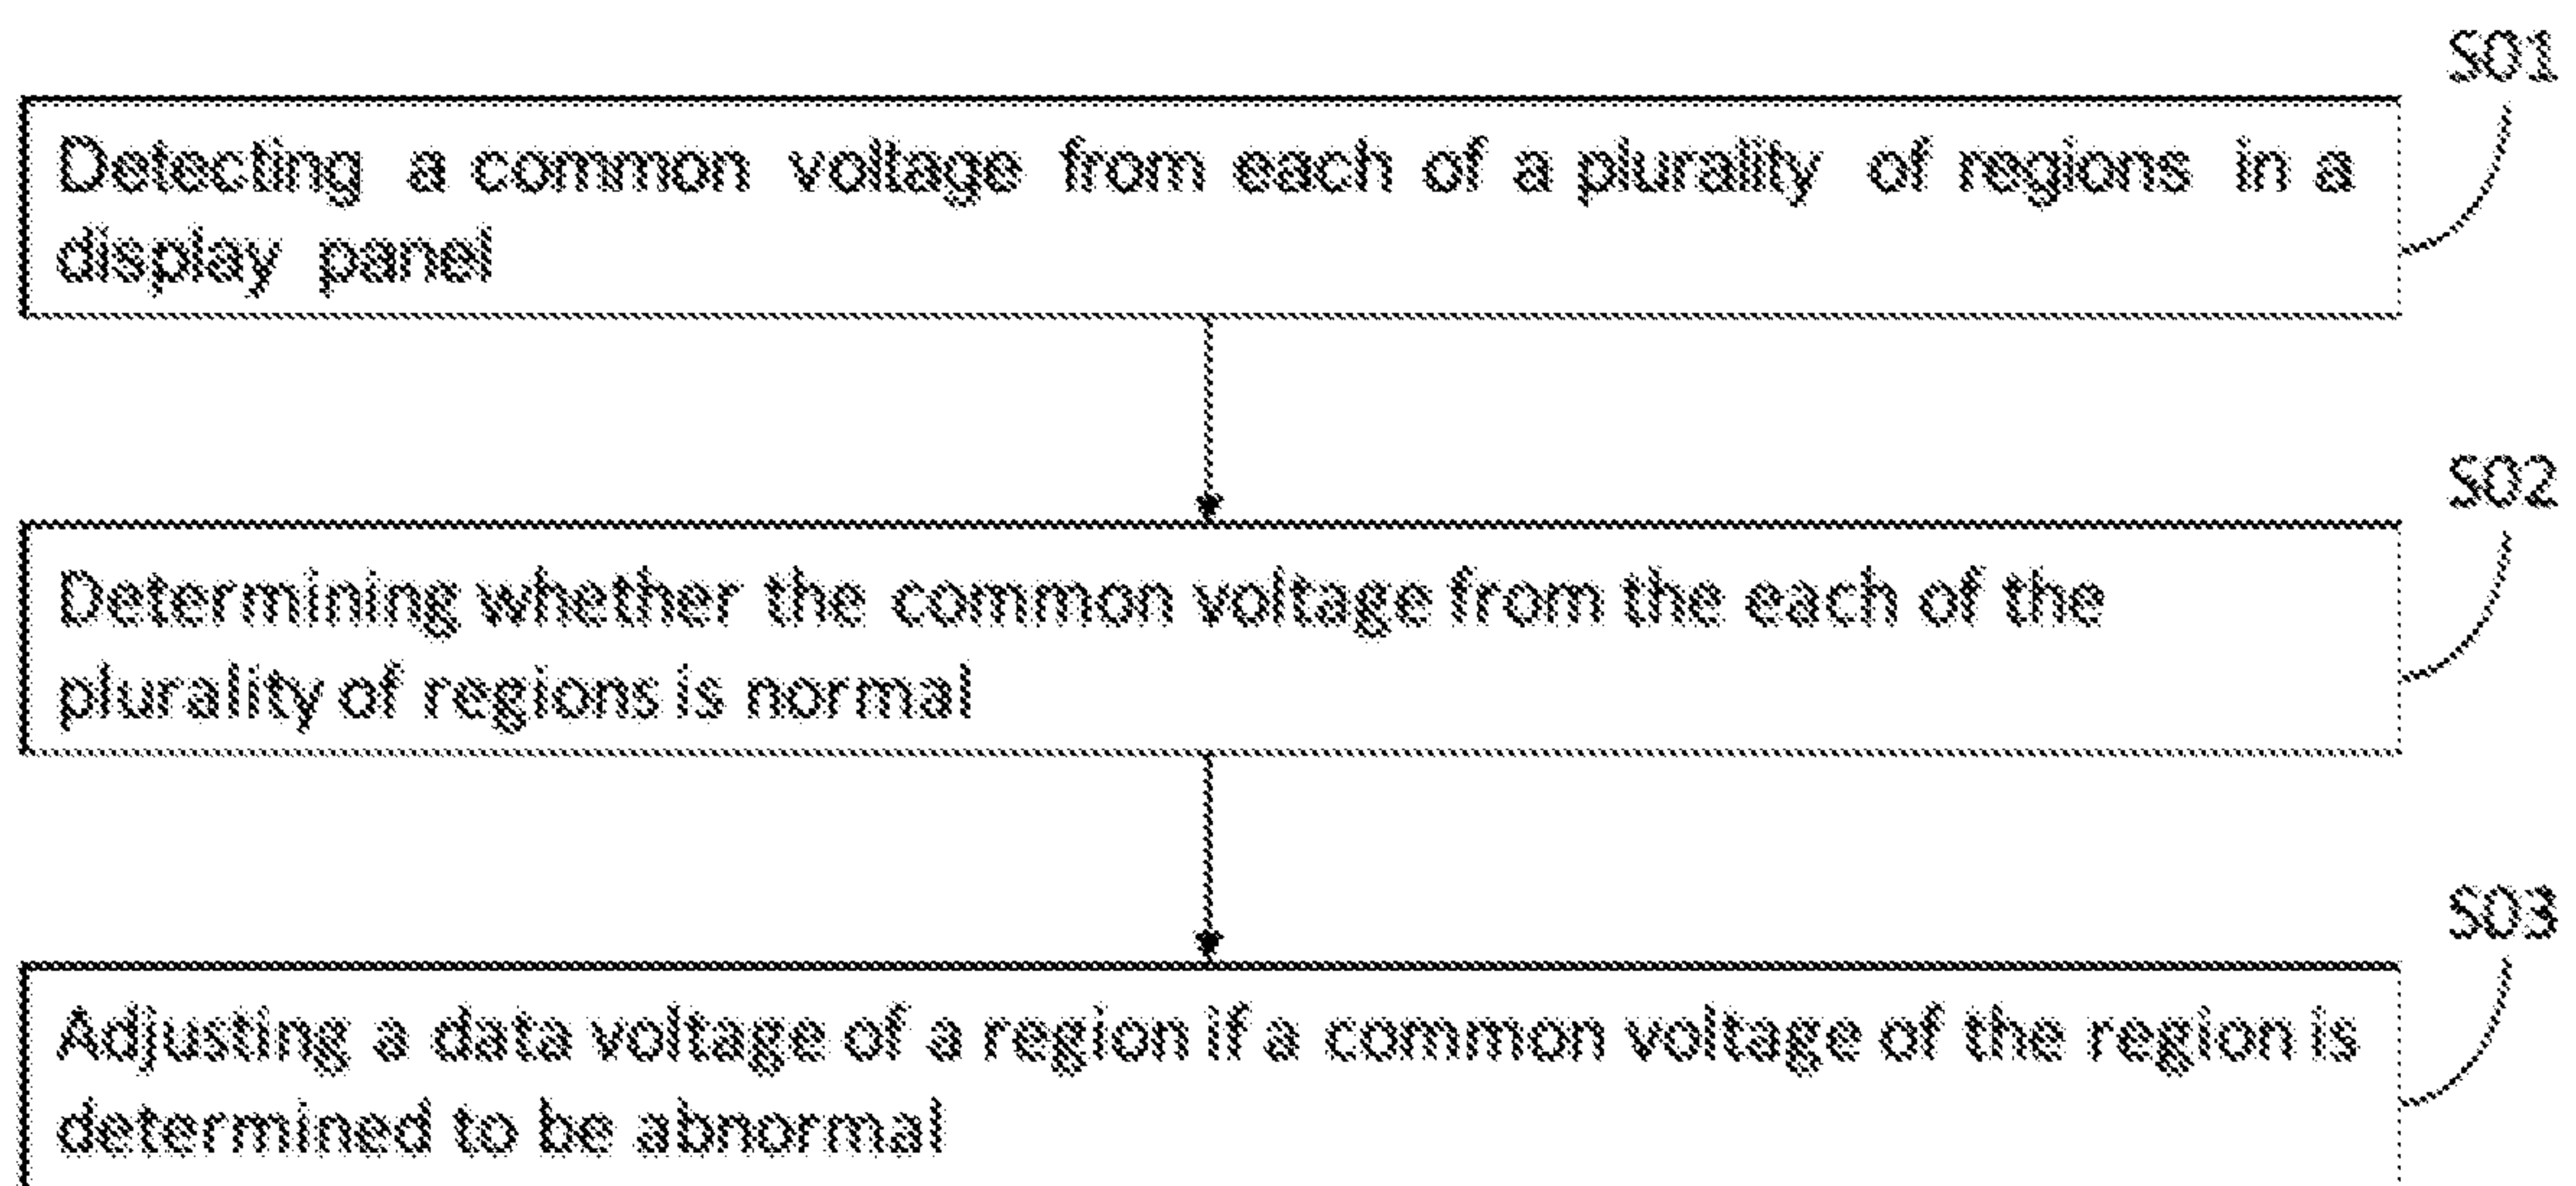 S01
Detecting a common voltage from each of a plurality of regions in a
display panel
S02
Determining whether the common voltage from the each of the
plurality of regions is normal
S03
Adjusting a data voltage of a region if a common voltage of the region is
determined to be abnormal